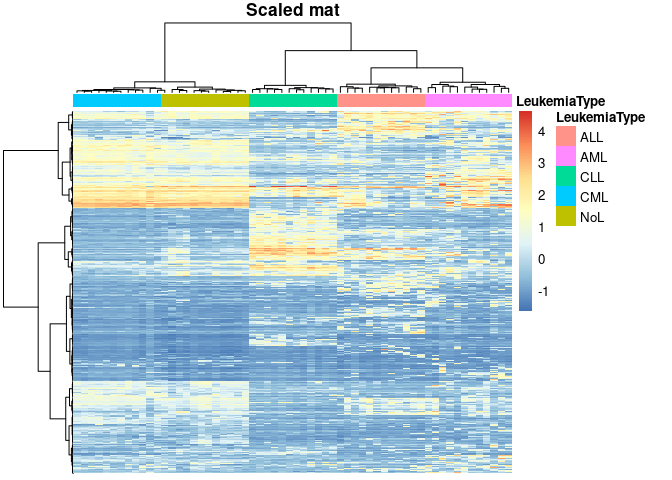 Scaled mat
LeukemiaType
LeukemiaType
ALL
AML
CLL
CML
NoL
4
3
2
1
0
-1